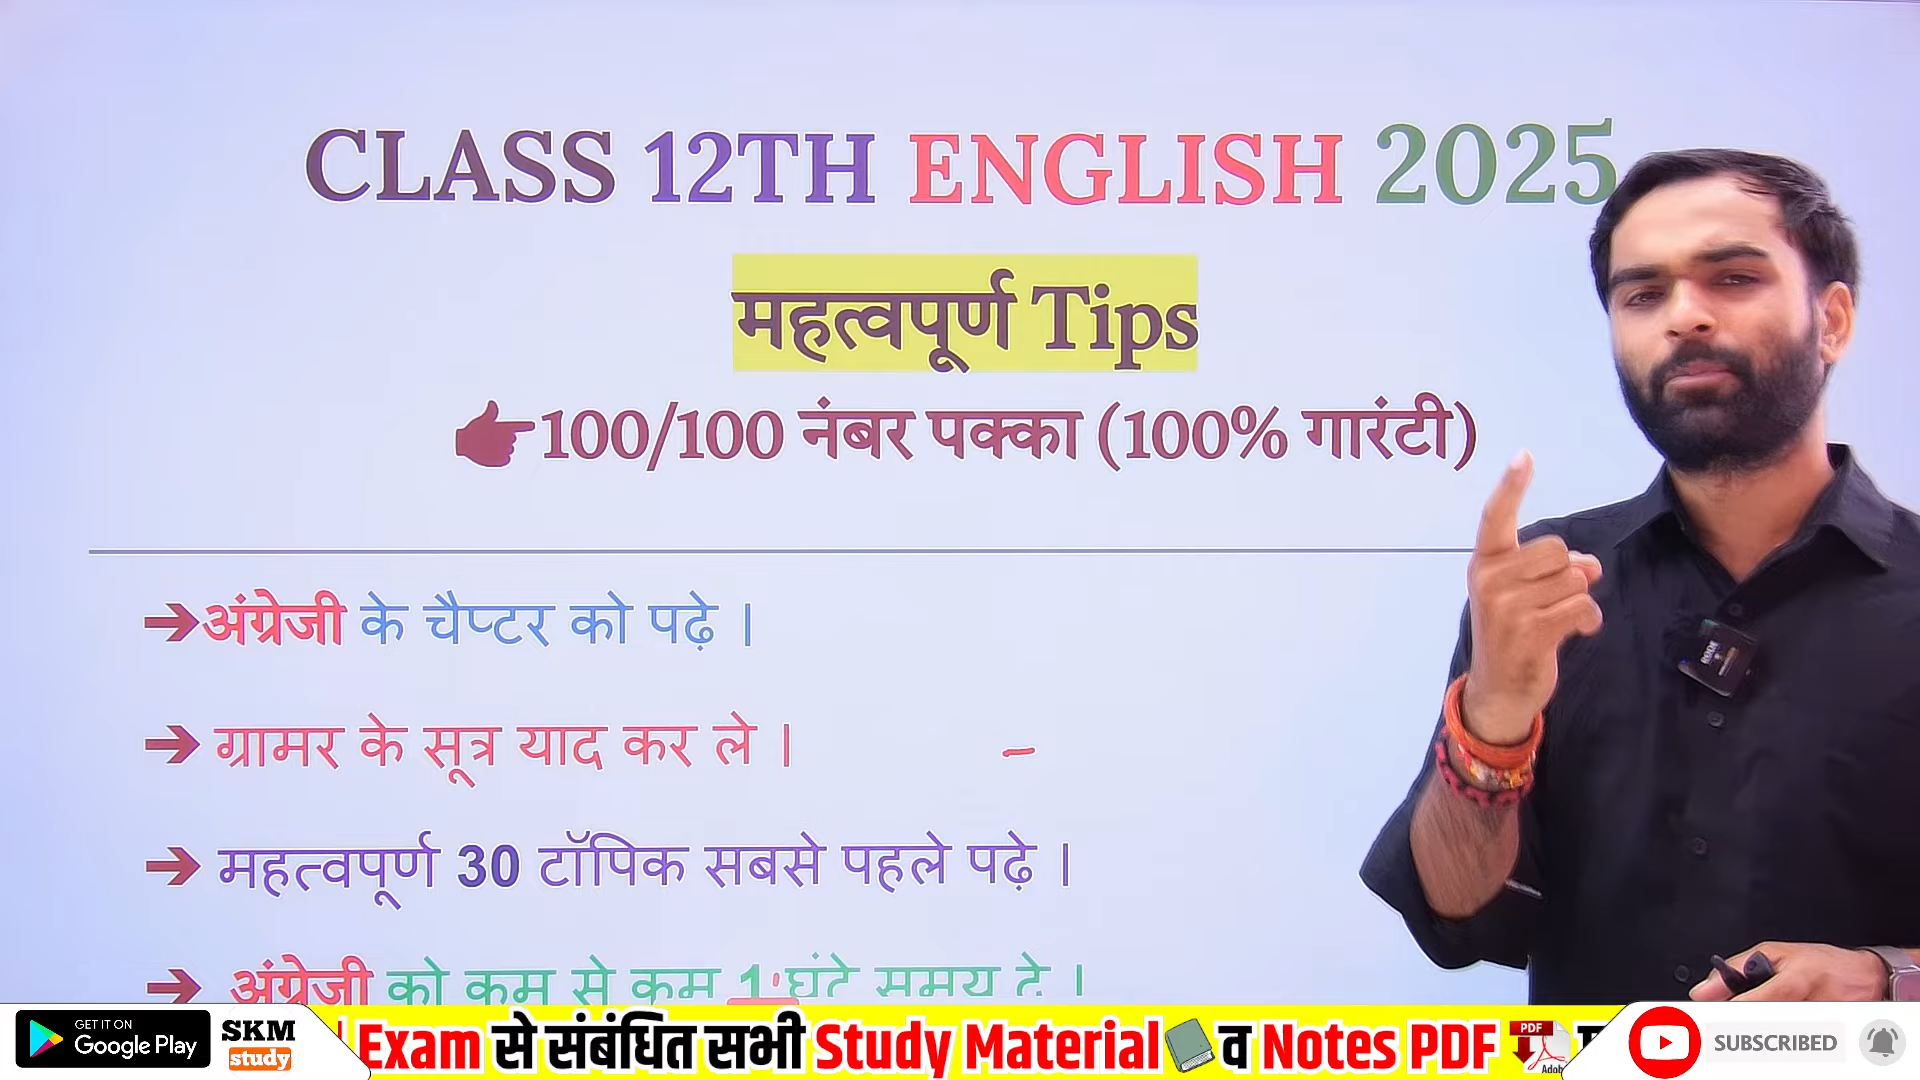 CLASS 12TH ENGLISH 2025
महत्वपूर्ण Tips
100/100 नंबर पक्का (100% गारंटी)
➔अंग्रेजी के चैप्टर को पढ़े ।
➔ ग्रामर के सूत्र याद कर ले ।
➔ महत्वपूर्ण 30 टॉपिक सबसे पहले पढ़े ।
➔ अंग्रेजी को कम से कम 1 घंटे समय दे ।
GET IT ON
Google Play
SKM
study
Exam से संबंधित सभी Study Material व Notes PDF
PDF
Adob
SUBSCRIBED